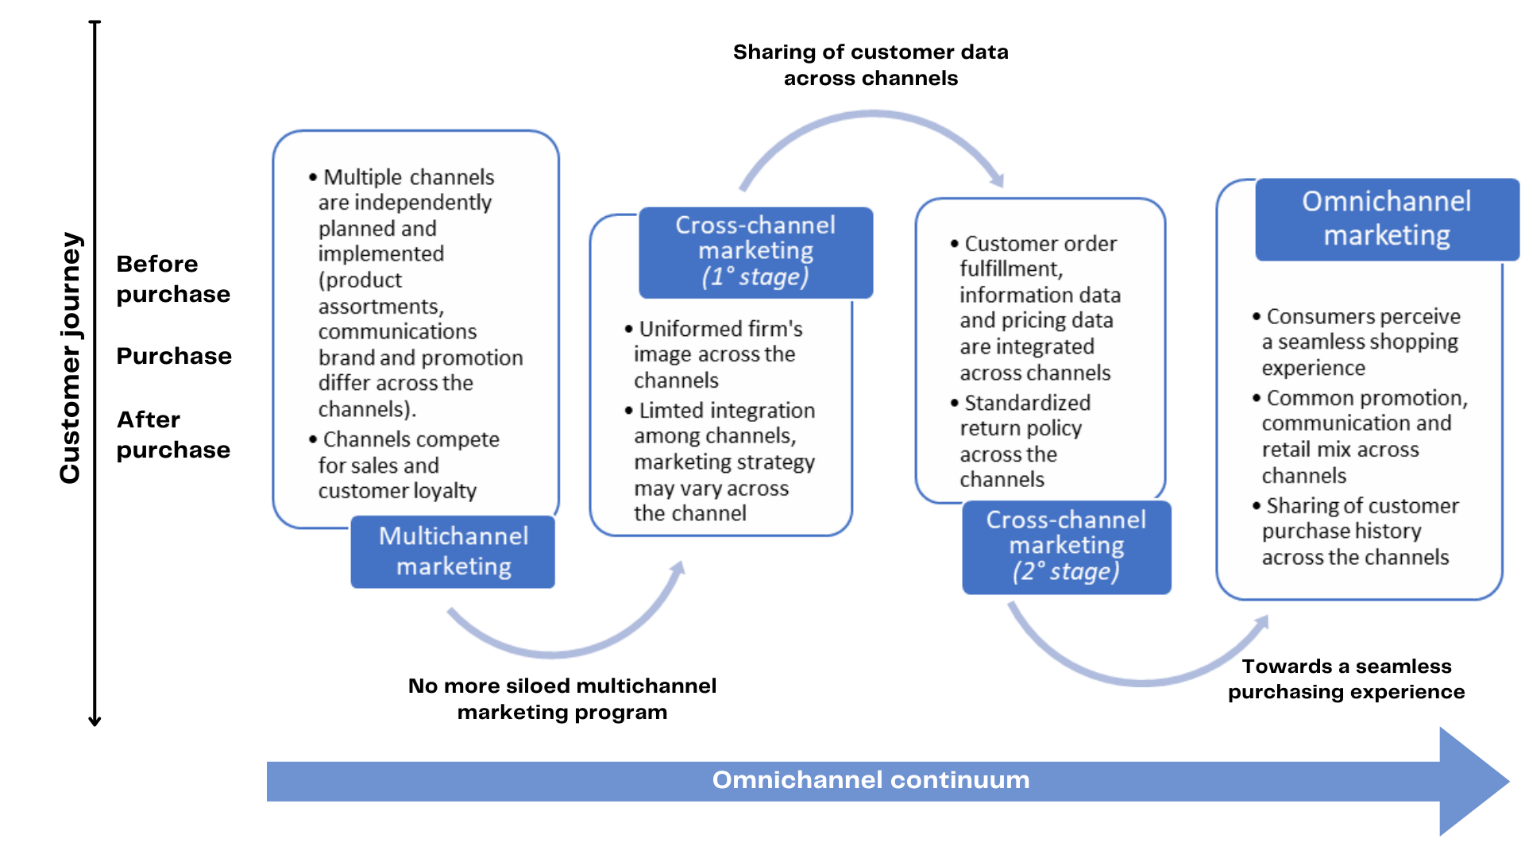 Sharing of customer data
across channels
Customer journey
Before
purchase
Purchase
After
purchase
• Multiple channels
are independently
planned and
implemented
(product
assortments,
communications
brand and promotion
differ across the
channels).
• Channels compete
for sales and
customer loyalty
Multichannel
marketing
No more siloed multichannel
marketing program
Cross-channel
marketing
(1° stage)
• Uniformed firm's
image across the
channels
• Limted integration
among channels,
marketing strategy
may vary across
the channel
• Customer order
fulfillment,
information data
and pricing data
are integrated
across channels
• Standardized
return policy
across the
channels
Cross-channel
marketing
(2° stage)
Omnichannel
marketing
• Consumers perceive
a seamless shopping
experience
• Common promotion,
communication and
retail mix across
channels
• Sharing of customer
purchase history
across the channels
Towards a seamless
purchasing experience
Omnichannel continuum